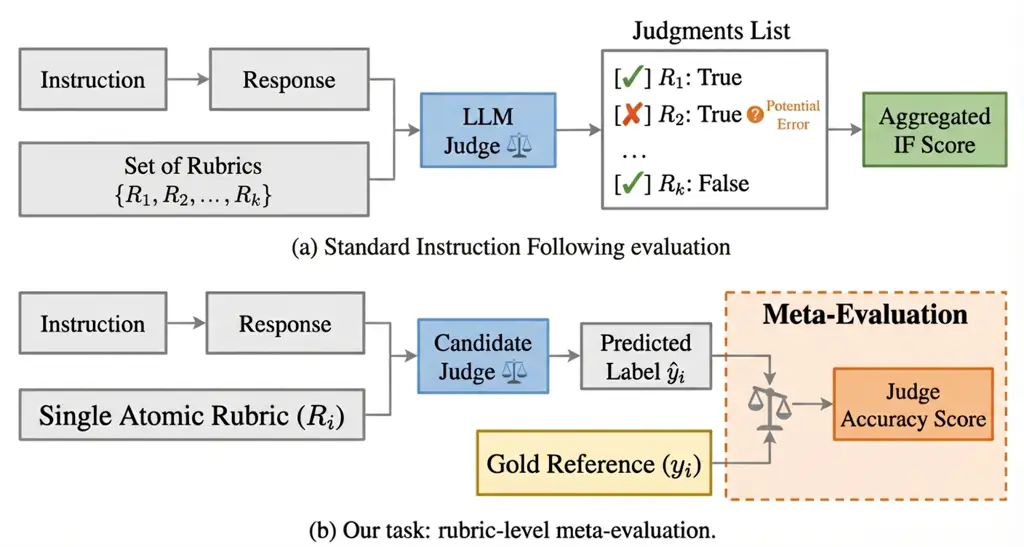 Judgments List
Instruction
Response
Set of Rubrics
{R₁, R₂, ..., Rₖ}
LLM
Judge
[✓] R₁: True
[✗] R₂: True ? Potential
Error
...
[✓] Rₖ: False
Aggregated
IF Score
(a) Standard Instruction Following evaluation
Instruction
Response
Single Atomic Rubric (Rᵢ)
Candidate
Judge
Predicted
Label ŷᵢ
Gold Reference (yᵢ)
Meta-Evaluation
Judge
Accuracy Score
(b) Our task: rubric-level meta-evaluation.